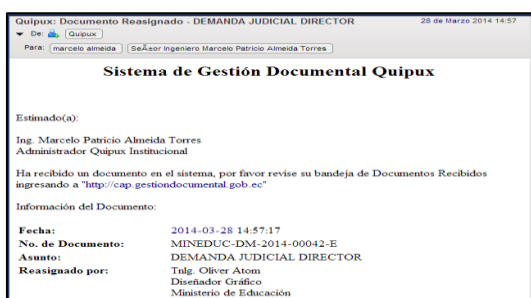 Quipux: Documento Reasignado - DEMANDA JUDICIAL DIRECTOR 28 de Marzo 2014 14:57
De: Quipux
Para: marcelo almeida SeÃ±or Ingeniero Marcelo Patricio Almeida Torres
Sistema de Gestión Documental Quipux
Estimado(a):
Ing. Marcelo Patricio Almeida Torres
Administrador Quipux Institucional
Ha recibido un documento en el sistema, por favor revise su bandeja de Documentos Recibidos
ingresando a "http://cap.gestiondocumental.gob.ec"
Información del Documento:
Fecha: 2014-03-28 14:57:17
No. de Documento: MINEDUC-DM-2014-00042-E
Asunto: DEMANDA JUDICIAL DIRECTOR
Reasignado por: Tnlg. Oliver Atom
Diseñador Gráfico
Ministerio de Educación